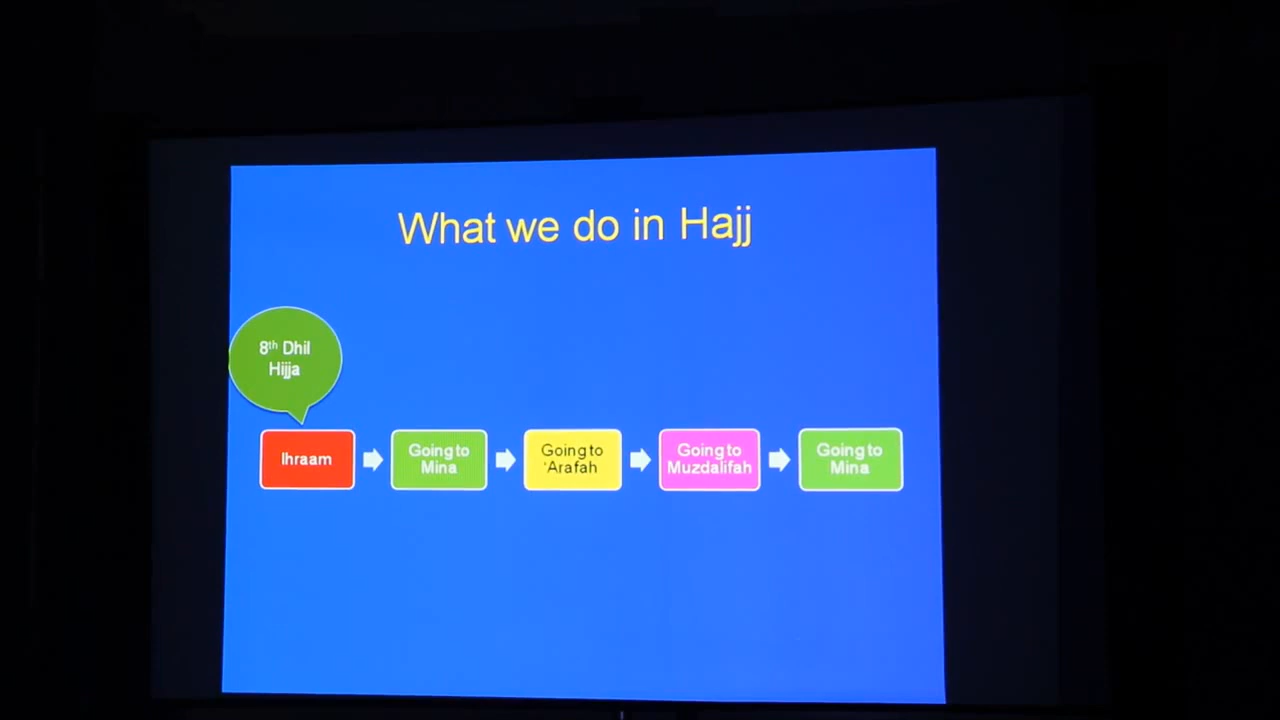 What we do in Hajj
8th Dhil
Hijja
Ihraam
Going to
Mina
Going to
'Arafah
Going to
Muzdalifah
Going to
Mina